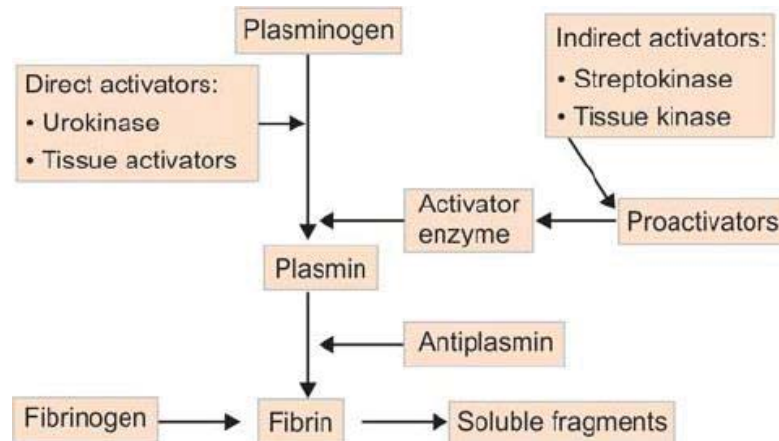 Plasminogen
Indirect activators:
• Streptokinase
• Tissue kinase
Direct activators:
• Urokinase
• Tissue activators
Activator
enzyme
Proactivators
Plasmin
Antiplasmin
Fibrinogen
Fibrin
Soluble fragments